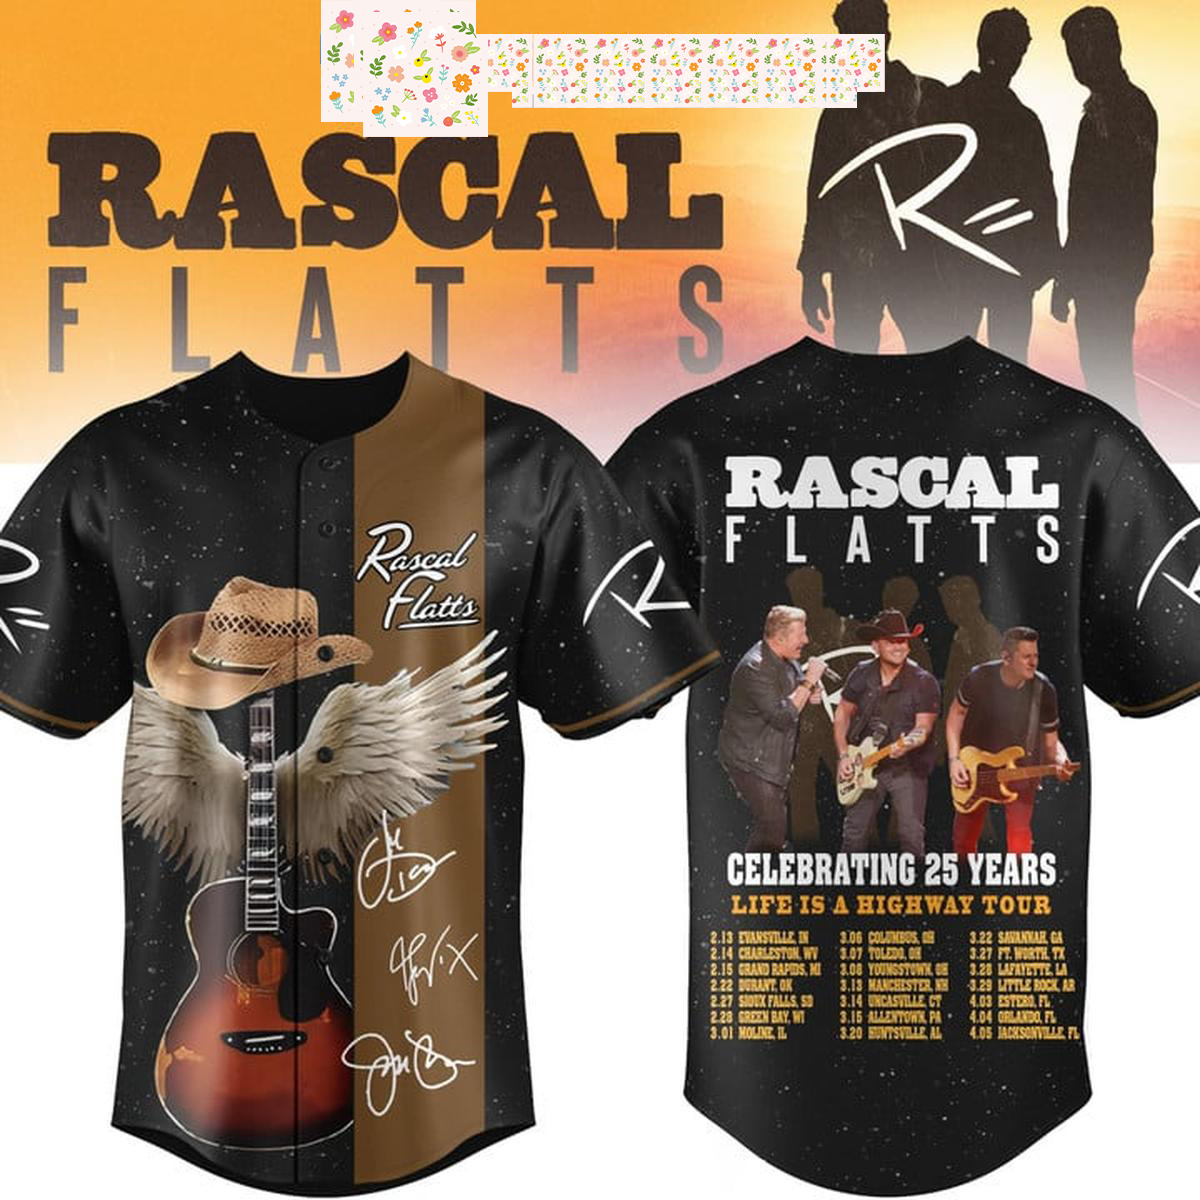 RASCAL
FLATTS
R
Rascal
Flatts
R
RASCAL
FLATTS
CELEBRATING 25 YEARS
LIFE IS A HIGHWAY TOUR
2.13 EVANSVILLE, IN
2.14 CHARLESTON, WV
2.15 GRAND RAPIDS, MI
2.22 DURANT, OK
2.27 SIOUX FALLS, SD
2.28 GREEN BAY, WI
3.01 MOLINE, IL
3.06 COLUMBUS, OH
3.07 TOLEDO, OH
3.08 YOUNGSTOWN, OH
3.13 MANCHESTER, NH
3.14 UNCASVILLE, CT
3.15 ALLENTOWN, PA
3.20 HUNTSVILLE, AL
3.22 SAVANNAH, GA
3.27 FT. WORTH, TX
3.28 LAFAYETTE, LA
3.29 LITTLE ROCK, AR
4.03 ESTERO, FL
4.04 ORLANDO, FL
4.05 JACKSONVILLE, FL